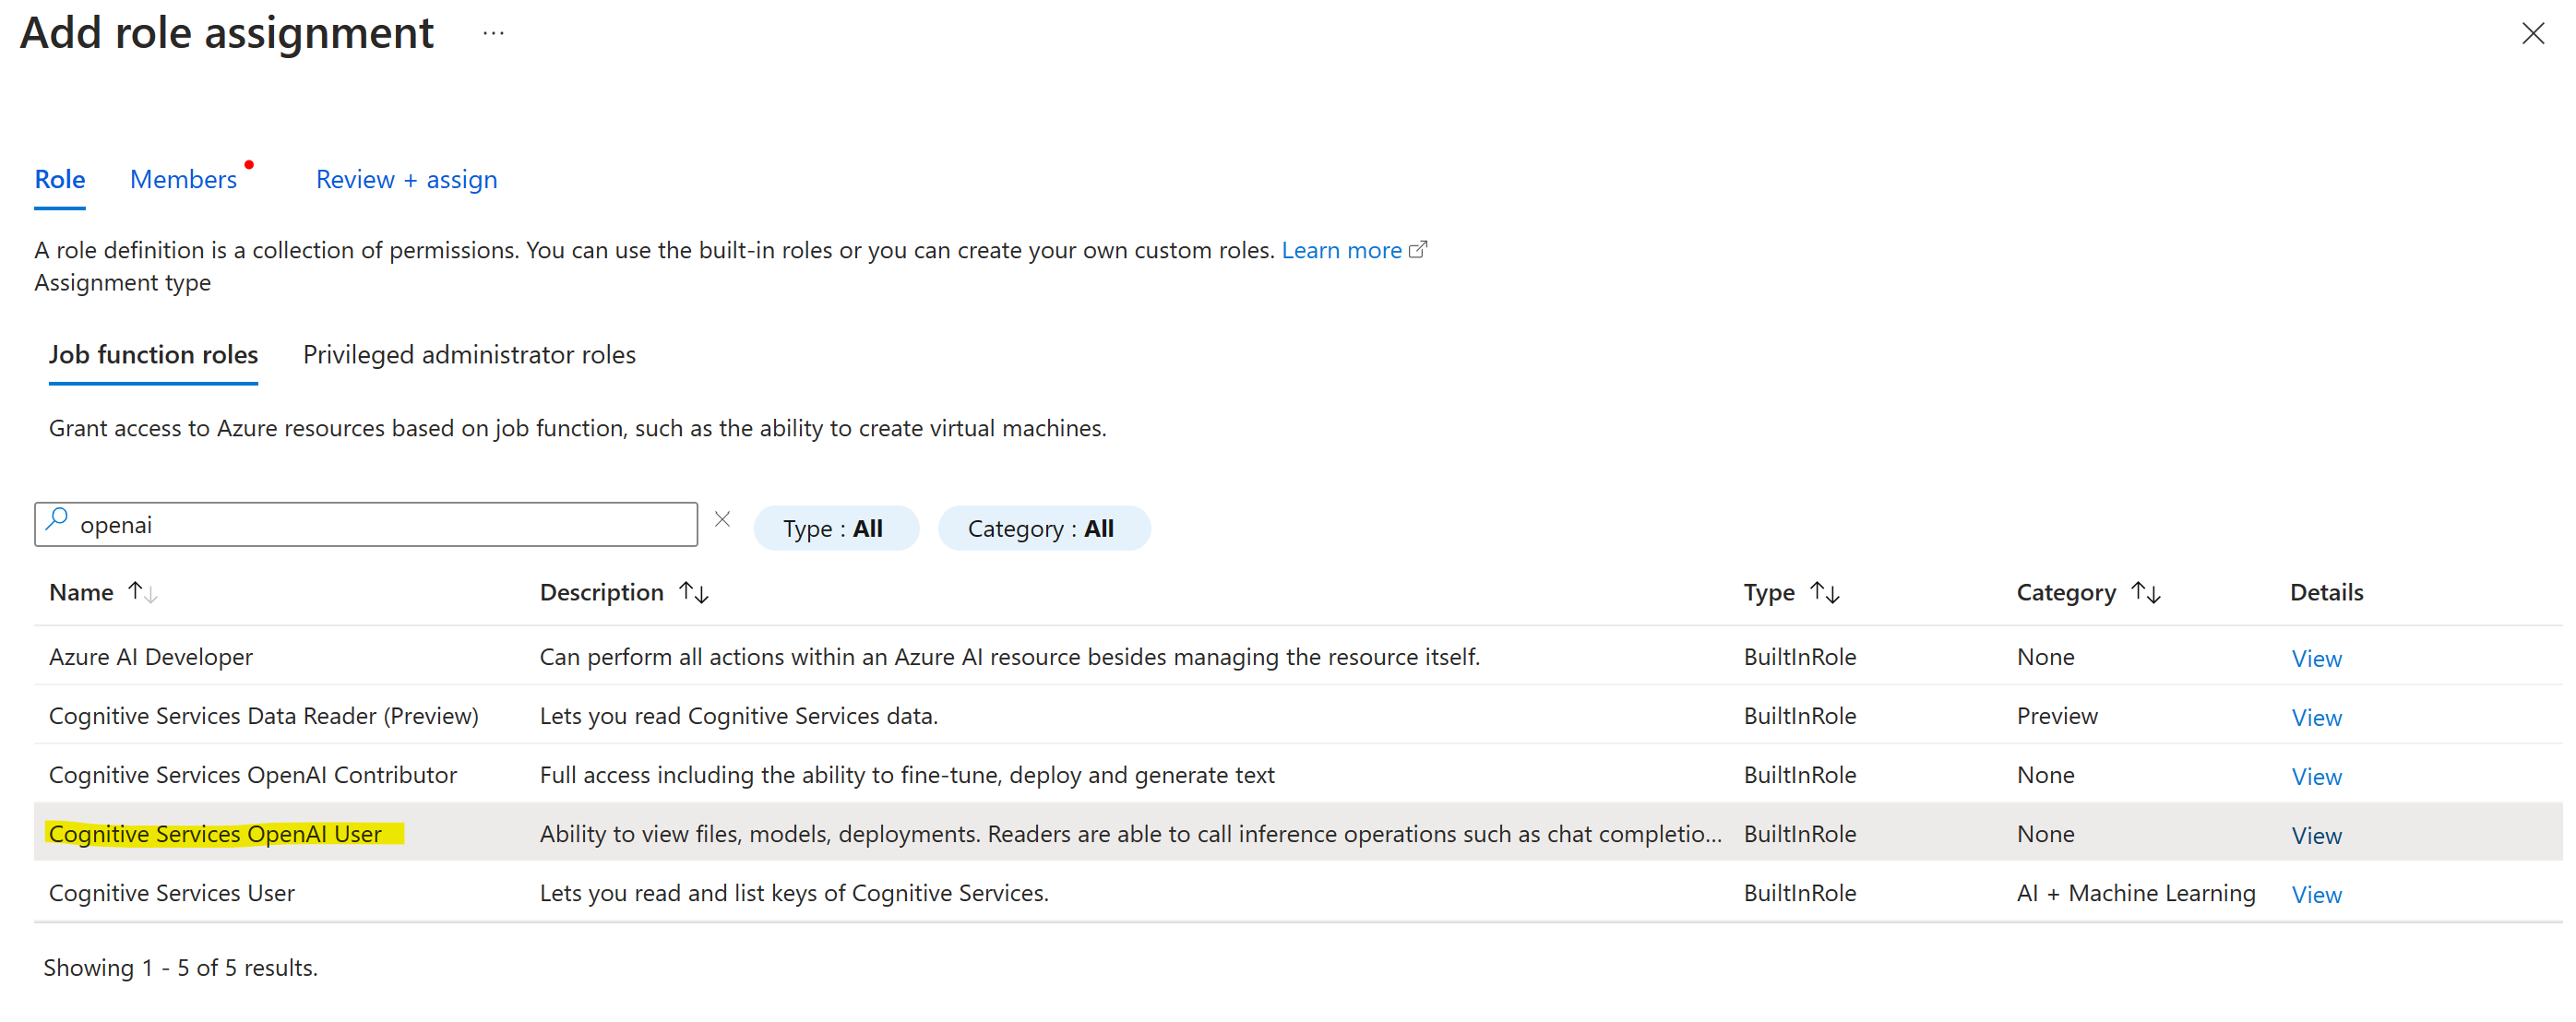 Add role assignment ...
Role Members Review + assign
A role definition is a collection of permissions. You can use the built-in roles or you can create your own custom roles. Learn more
Assignment type
Job function roles Privileged administrator roles
Grant access to Azure resources based on job function, such as the ability to create virtual machines.
openai Type : All Category : All
Name Description Type Category Details
Azure AI Developer Can perform all actions within an Azure AI resource besides managing the resource itself. BuiltInRole None View
Cognitive Services Data Reader (Preview) Lets you read Cognitive Services data. BuiltInRole Preview View
Cognitive Services OpenAI Contributor Full access including the ability to fine-tune, deploy and generate text BuiltInRole None View
Cognitive Services OpenAI User Ability to view files, models, deployments. Readers are able to call inference operations such as chat completio... BuiltInRole None View
Cognitive Services User Lets you read and list keys of Cognitive Services. BuiltInRole AI + Machine Learning View
Showing 1 - 5 of 5 results.